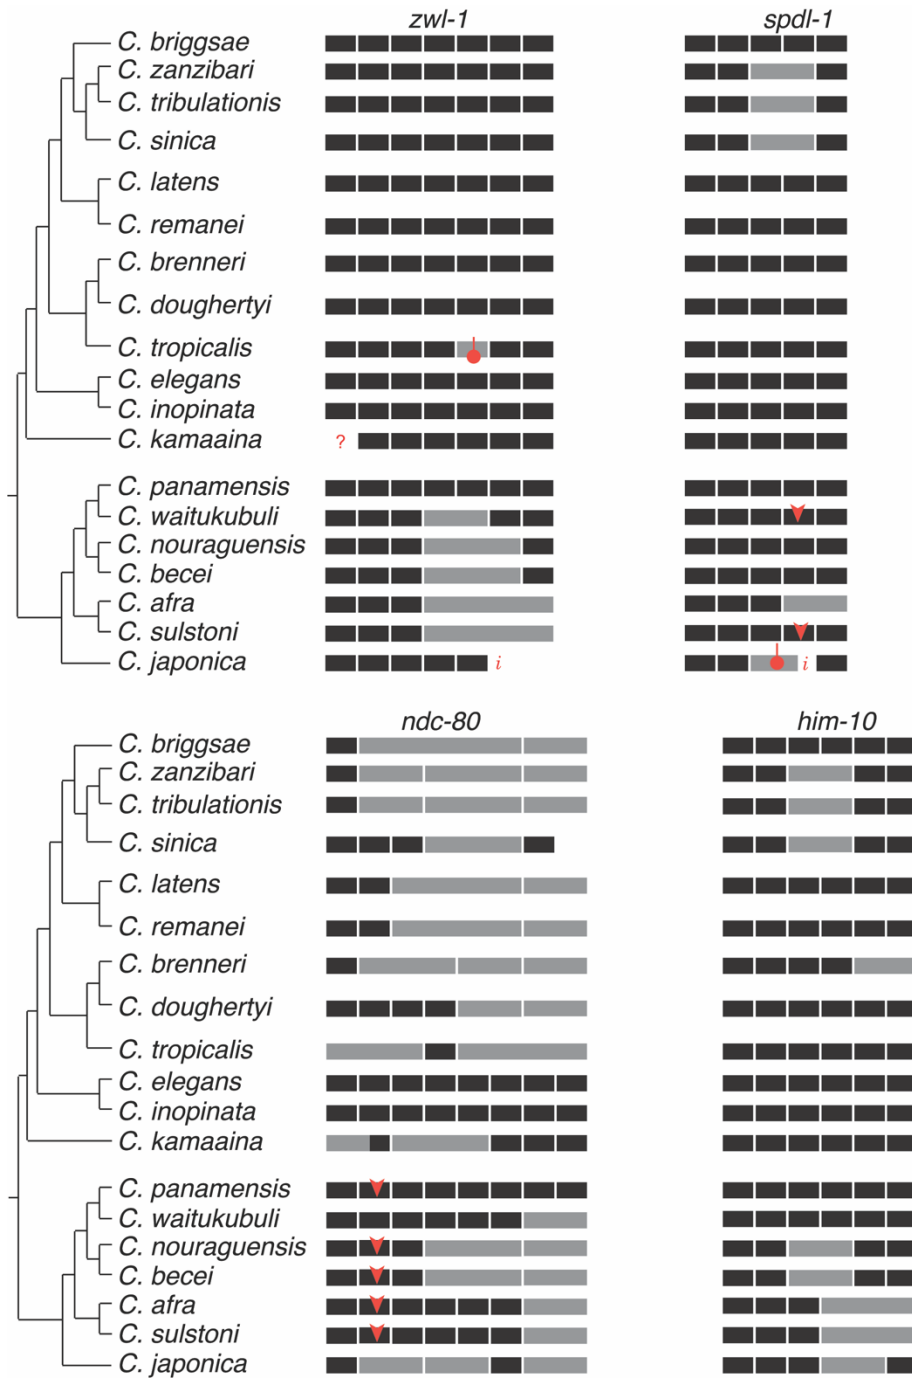 zwl-1 spdl-1
C. briggsae
C. zanzibari
C. tribulationis
C. sinica
C. latens
C. remanei
C. brenneri
C. doughertyi
C. tropicalis
C. elegans
C. inopinata
C. kamaaina ?
C. panamensis
C. waitukubuli
C. nouraguensis
C. becei
C. afra
C. sulstoni
C. japonica i i
ndc-80 him-10
C. briggsae
C. zanzibari
C. tribulationis
C. sinica
C. latens
C. remanei
C. brenneri
C. doughertyi
C. tropicalis
C. elegans
C. inopinata
C. kamaaina
C. panamensis
C. waitukubuli
C. nouraguensis
C. becei
C. afra
C. sulstoni
C. japonica